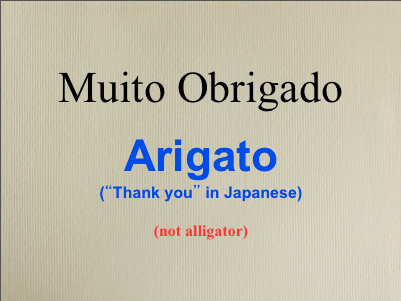 Muito Obrigado
Arigato
(“Thank you” in Japanese)
(not alligator)